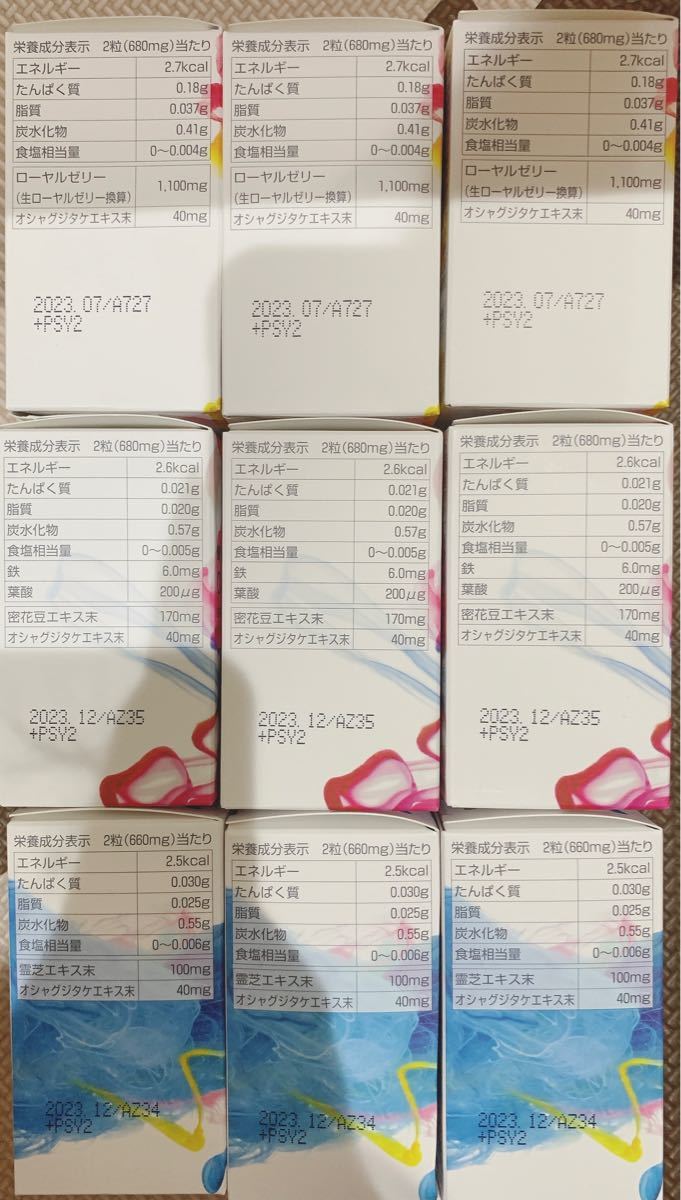 栄養成分表示 2粒(680mg)当たり
エネルギー 2.7kcal
たんぱく質 0.18g
脂質 0.037g
炭水化物 0.41g
食塩相当量 0〜0.004g
ローヤルゼリー
(生ローヤルゼリー換算) 1,100mg
オシャグジタケエキス末 40mg
2023. 07/A727
+PSY2
栄養成分表示 2粒(680mg)当たり
エネルギー 2.7kcal
たんぱく質 0.18g
脂質 0.037g
炭水化物 0.41g
食塩相当量 0〜0.004g
ローヤルゼリー
(生ローヤルゼリー換算) 1,100mg
オシャグジタケエキス末 40mg
2023. 07/A727
+PSY2
栄養成分表示 2粒(680mg)当たり
エネルギー 2.7kcal
たんぱく質 0.18g
脂質 0.037g
炭水化物 0.41g
食塩相当量 0〜0.004g
ローヤルゼリー
(生ローヤルゼリー換算) 1,100mg
オシャグジタケエキス末 40mg
2023. 07/A727
+PSY2
栄養成分表示 2粒(680mg)当たり
エネルギー 2.6kcal
たんぱく質 0.021g
脂質 0.020g
炭水化物 0.57g
食塩相当量 0〜0.005g
鉄 6.0mg
葉酸 200μg
密花豆エキス末 170mg
オシャグジタケエキス末 40mg
2023. 12/AZ35
+PSY2
栄養成分表示 2粒(680mg)当たり
エネルギー 2.6kcal
たんぱく質 0.021g
脂質 0.020g
炭水化物 0.57g
食塩相当量 0〜0.005g
鉄 6.0mg
葉酸 200μg
密花豆エキス末 170mg
オシャグジタケエキス末 40mg
2023. 12/AZ35
+PSY2
栄養成分表示 2粒(680mg)当たり
エネルギー 2.6kcal
たんぱく質 0.021g
脂質 0.020g
炭水化物 0.57g
食塩相当量 0〜0.005g
鉄 6.0mg
葉酸 200μg
密花豆エキス末 170mg
オシャグジタケエキス末 40mg
2023. 12/AZ35
+PSY2
栄養成分表示 2粒(660mg)当たり
エネルギー 2.5kcal
たんぱく質 0.030g
脂質 0.025g
炭水化物 0.55g
食塩相当量 0〜0.006g
霊芝エキス末 100mg
オシャグジタケエキス末 40mg
2023. 12/AZ34
+PSY2
栄養成分表示 2粒(660mg)当たり
エネルギー 2.5kcal
たんぱく質 0.030g
脂質 0.025g
炭水化物 0.55g
食塩相当量 0〜0.006g
霊芝エキス末 100mg
オシャグジタケエキス末 40mg
2023. 12/AZ34
+PSY2
栄養成分表示 2粒(660mg)当たり
エネルギー 2.5kcal
たんぱく質 0.030g
脂質 0.025g
炭水化物 0.55g
食塩相当量 0〜0.006g
霊芝エキス末 100mg
オシャグジタケエキス末 40mg
2023. 12/AZ34
+PSY2